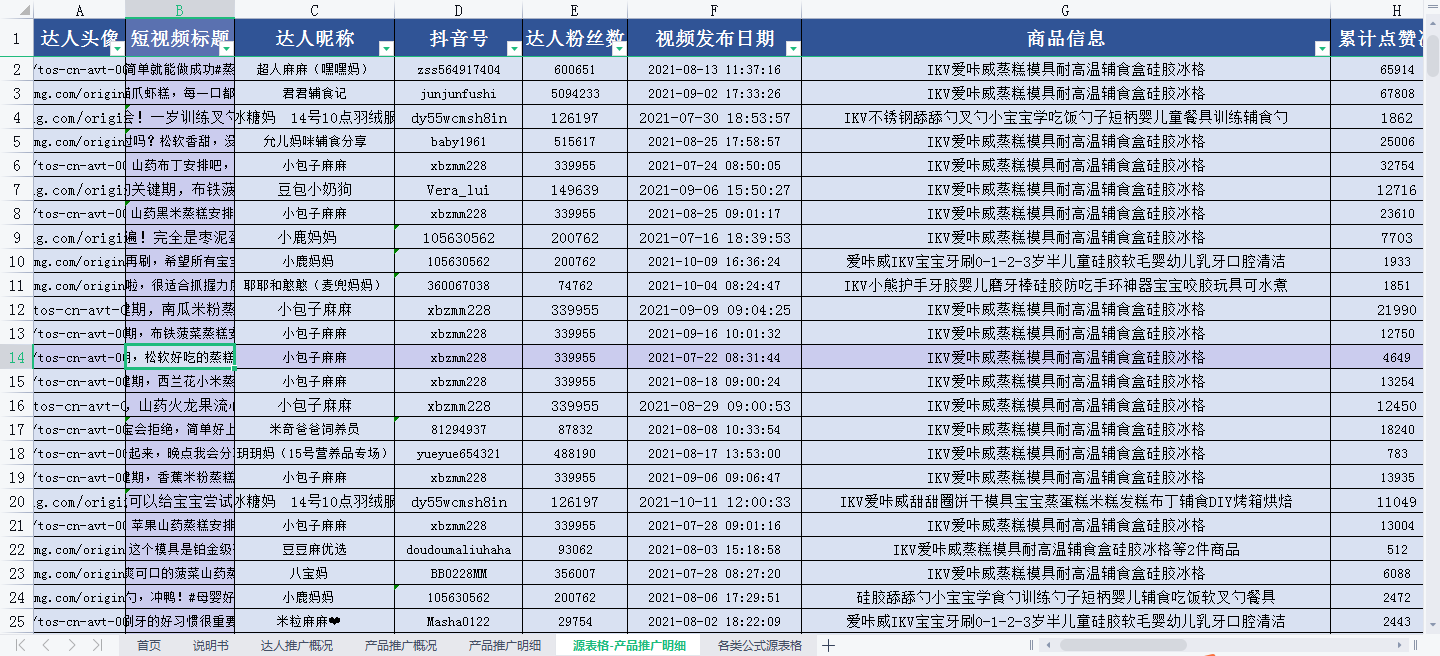 A B C D E F G H
1 达人头像 短视频标题 达人昵称 抖音号 达人粉丝数 视频发布日期 商品信息 累计点赞
2 /tos-cn-avt-00 简单就能做成功#蒸 超人麻麻（嘿嘿妈） zss564917404 600651 2021-08-13 11:37:16 IKV爱咔威蒸糕模具耐高温辅食盒硅胶冰格 65914
3 mg.com/origin 爪虾糕，每一口都 君君辅食记 junjunfushi 5094233 2021-09-02 17:33:26 IKV爱咔威蒸糕模具耐高温辅食盒硅胶冰格 67808
4 .g.com/origi ！一岁训练叉勺 冰糖妈 14号10点羽绒服 dy55wcmsh8in 126197 2021-07-30 18:53:57 IKV不锈钢舔舔勺叉勺小宝宝学吃饭勺子短柄婴儿童餐具训练辅食勺 1862
5 mg.com/origin 过吗？松软香甜，没 允儿妈咪辅食分享 baby1961 515617 2021-08-25 17:58:57 IKV爱咔威蒸糕模具耐高温辅食盒硅胶冰格 25006
6 /tos-cn-avt-00 山药布丁安排吧， 小包子麻麻 xbzmm228 339955 2021-07-24 08:50:05 IKV爱咔威蒸糕模具耐高温辅食盒硅胶冰格 32754
7 .g.com/origi 的关键期，布铁菠 豆包小奶狗 Vera_lui 149639 2021-09-06 15:50:27 IKV爱咔威蒸糕模具耐高温辅食盒硅胶冰格 12716
8 /tos-cn-avt-00 山药黑米蒸糕安排 小包子麻麻 xbzmm228 339955 2021-08-25 09:01:17 IKV爱咔威蒸糕模具耐高温辅食盒硅胶冰格 23610
9 .g.com/origi 遍！完全是枣泥蛋 小鹿妈妈 105630562 200762 2021-07-16 18:39:53 IKV爱咔威蒸糕模具耐高温辅食盒硅胶冰格 7703
10 mg.com/origin 再刷，希望所有宝宝 小鹿妈妈 105630562 200762 2021-10-09 16:36:24 爱咔威IKV宝宝牙刷0-1-2-3岁半儿童硅胶软毛婴幼儿乳牙口腔清洁 1933
11 mg.com/origin 啦，很适合抓握力 耶耶和憨憨（麦兜妈妈） 360067038 74762 2021-10-04 08:24:47 IKV小熊护手牙胶婴儿磨牙棒硅胶防吃手环神器宝宝咬胶玩具可水煮 1851
12 tos-cn-avt-0 建期，南瓜米粉蒸 小包子麻麻 xbzmm228 339955 2021-09-09 09:04:25 IKV爱咔威蒸糕模具耐高温辅食盒硅胶冰格 21990
13 /tos-cn-avt-00 期，布铁菠菜蒸糕安 小包子麻麻 xbzmm228 339955 2021-09-16 10:01:32 IKV爱咔威蒸糕模具耐高温辅食盒硅胶冰格 12750
14 /tos-cn-avt-00 ，松软好吃的蒸糕 小包子麻麻 xbzmm228 339955 2021-07-22 08:31:44 IKV爱咔威蒸糕模具耐高温辅食盒硅胶冰格 4649
15 /tos-cn-avt-00 建期，西兰花小米蒸 小包子麻麻 xbzmm228 339955 2021-08-18 09:00:24 IKV爱咔威蒸糕模具耐高温辅食盒硅胶冰格 13254
16 tos-cn-avt-0 ，山药火龙果流心 小包子麻麻 xbzmm228 339955 2021-08-29 09:00:53 IKV爱咔威蒸糕模具耐高温辅食盒硅胶冰格 12450
17 /tos-cn-avt-00 宝会拒绝，简单好上 米奇爸爸饲养员 81294937 87832 2021-08-08 10:33:54 IKV爱咔威蒸糕模具耐高温辅食盒硅胶冰格 18240
18 /tos-cn-avt-00 起来，晚点我会分 玥玥妈（15号营养品专场） yueyue654321 488190 2021-08-17 13:53:00 IKV爱咔威蒸糕模具耐高温辅食盒硅胶冰格 783
19 /tos-cn-avt-00 建期，香蕉米粉蒸糕 小包子麻麻 xbzmm228 339955 2021-09-06 09:06:47 IKV爱咔威蒸糕模具耐高温辅食盒硅胶冰格 13935
20 .g.com/origi 可以给宝宝尝试 冰糖妈 14号10点羽绒服 dy55wcmsh8in 126197 2021-10-11 12:00:33 IKV爱咔威甜甜圈饼干模具宝宝蒸蛋糕米糕发糕布丁辅食DIY烤箱烘焙 11049
21 /tos-cn-avt-00 苹果山药蒸糕安排 小包子麻麻 xbzmm228 339955 2021-07-28 09:01:16 IKV爱咔威蒸糕模具耐高温辅食盒硅胶冰格 13004
22 mg.com/origin 这个模具是铂金级 豆豆麻优选 doudoumaliuhaha 93062 2021-08-03 15:18:58 IKV爱咔威蒸糕模具耐高温辅食盒硅胶冰格等2件商品 512
23 mg.com/origin 爽可口的菠菜山药蒸 八宝妈 BB0228MM 356007 2021-07-28 08:27:20 IKV爱咔威蒸糕模具耐高温辅食盒硅胶冰格 6088
24 mg.com/origin 勺，冲鸭！#母婴好 小鹿妈妈 105630562 200762 2021-08-06 17:29:51 硅胶舔舔勺小宝宝学食勺训练勺子短柄婴儿辅食吃饭软叉勺餐具 2472
25 /tos-cn-avt-00 刷牙的好习惯很重要 米粒麻麻❤ Masha0122 29754 2021-08-02 18:22:09 爱咔威IKV宝宝牙刷0-1-2-3岁半儿童硅胶软毛婴幼儿乳牙口腔清洁 2443
首页 说明书 达人推广概况 产品推广概况 产品推广明细 源表格-产品推广明细 各类公式源表格